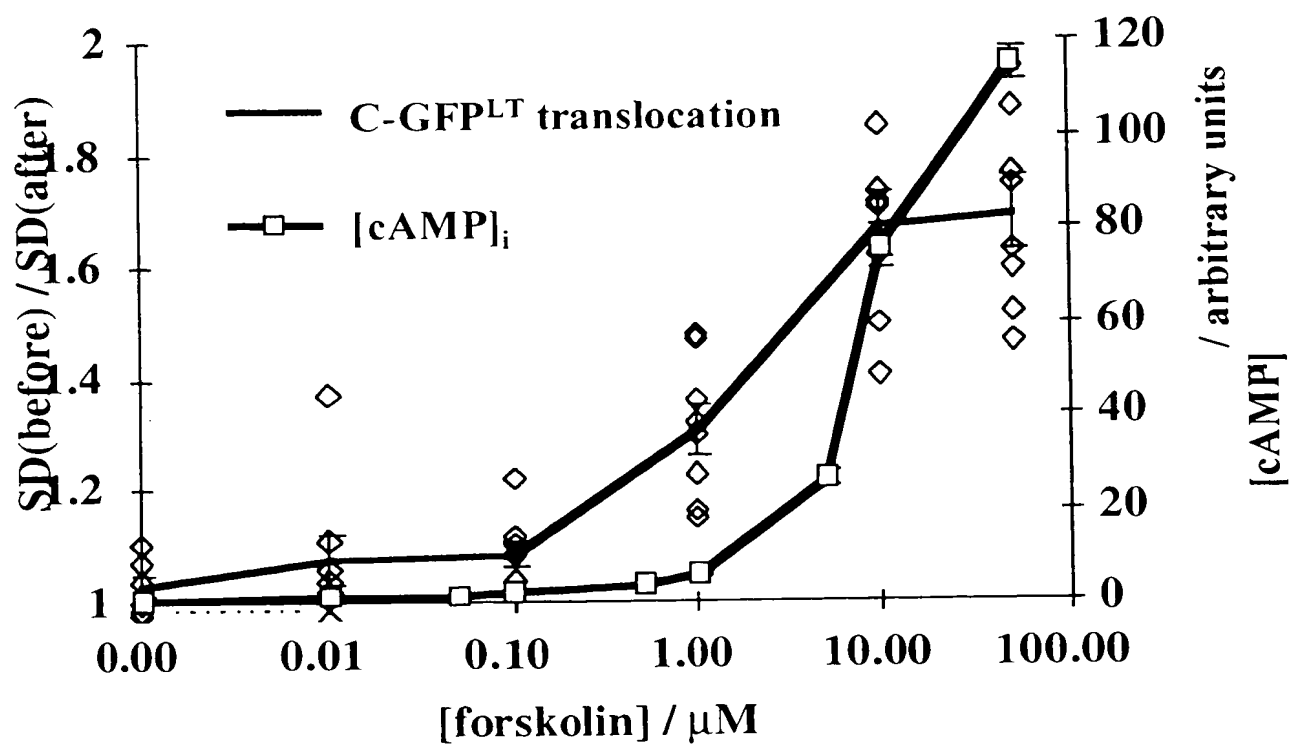 2
1.8
1.6
1.4
1.2
1
SD(before) / SD(after)
C-GFPLT translocation
[cAMP]i
120
100
80
60
40
20
0
/ arbitrary units
[cAMP]
0.00 0.01 0.10 1.00 10.00 100.00
[forskolin] / μM